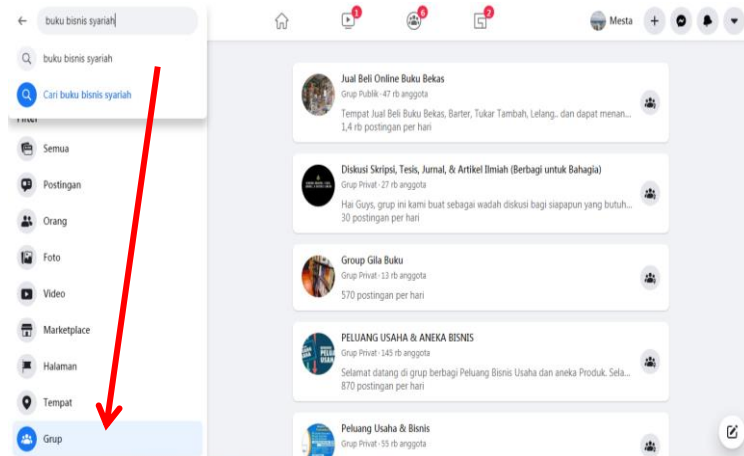 buku bisnis syariah
1
6
2
Mesta
buku bisnis syariah
Cari buku bisnis syariah
Filter
Semua
Postingan
Orang
Foto
Video
Marketplace
Halaman
Tempat
Grup
Jual Beli Online Buku Bekas
Grup Publik · 47 rb anggota
Tempat Jual Beli Buku Bekas, Barter, Tukar Tambah, Lelang.. dan dapat menan...
1,4 rb postingan per hari
Diskusi Skripsi, Tesis, Jurnal, & Artikel Ilmiah (Berbagi untuk Bahagia)
Grup Privat · 27 rb anggota
Hai Guys, grup ini kami buat sebagai wadah diskusi bagi siapapun yang butuh...
30 postingan per hari
Group Gila Buku
Grup Privat · 13 rb anggota
570 postingan per hari
PELUANG USAHA & ANEKA BISNIS
Grup Privat · 145 rb anggota
Selamat datang di grup berbagi Peluang Bisnis Usaha dan aneka Produk. Sela...
870 postingan per hari
Peluang Usaha & Bisnis
Grup Privat · 55 rb anggota